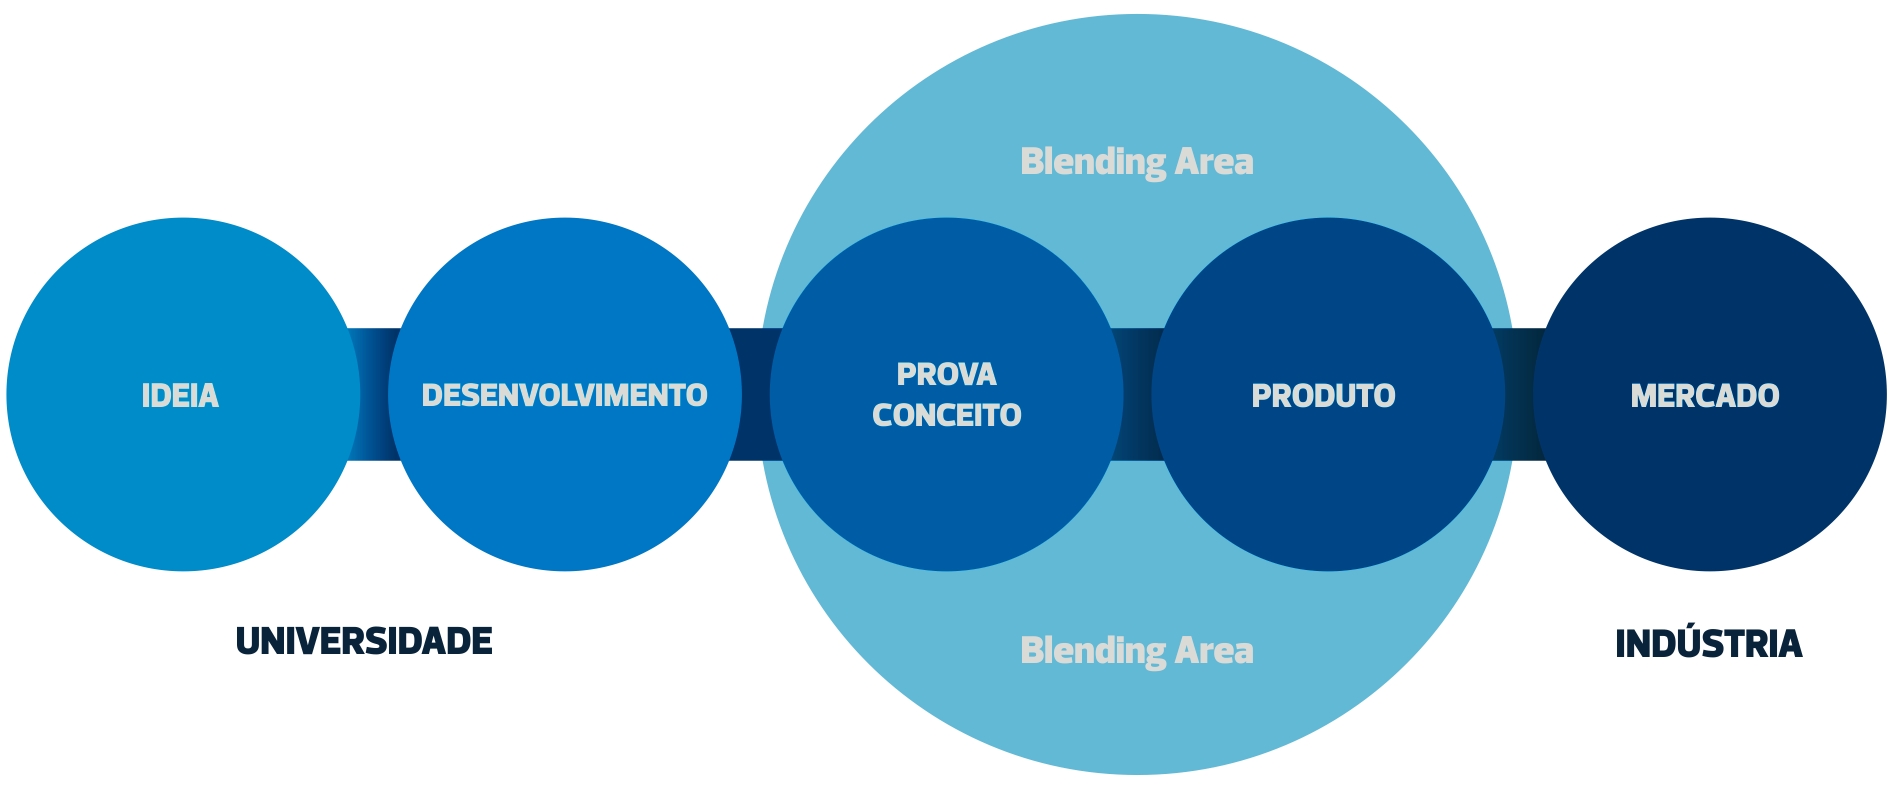 Blending Area
IDEIA
DESENVOLVIMENTO
PROVA
CONCEITO
PRODUTO
MERCADO
UNIVERSIDADE
Blending Area
INDÚSTRIA